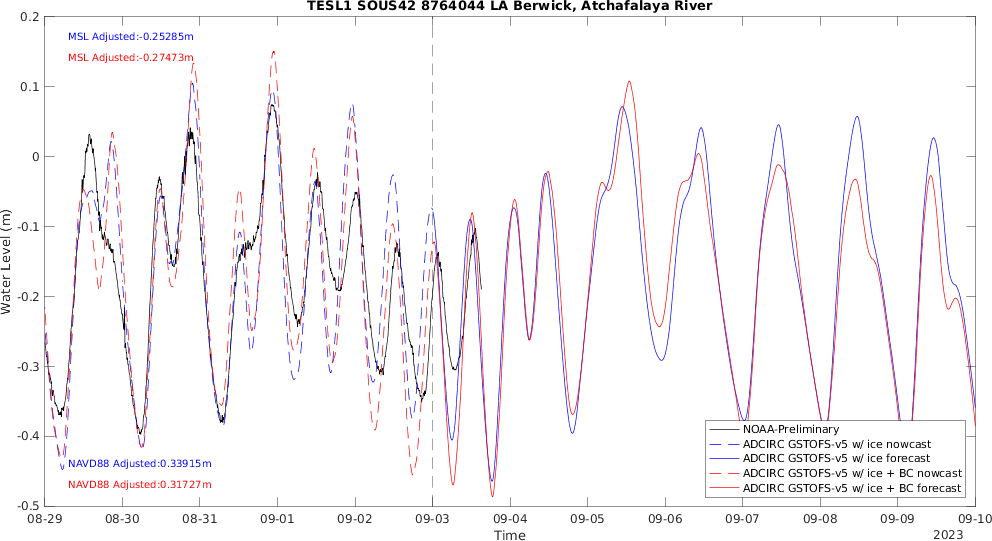 TESL1 SOUS42 8764044 LA Berwick, Atchafalaya River
0.2
0.1
0
-0.1
-0.2
-0.3
-0.4
-0.5
Water Level (m)
MSL Adjusted:-0.25285m
MSL Adjusted:-0.27473m
NAVD88 Adjusted:0.33915m
NAVD88 Adjusted:0.31727m
NOAA-Preliminary
ADCIRC GSTOFS-v5 w/ ice nowcast
ADCIRC GSTOFS-v5 w/ ice forecast
ADCIRC GSTOFS-v5 w/ ice + BC nowcast
ADCIRC GSTOFS-v5 w/ ice + BC forecast
08-29 08-30 08-31 09-01 09-02 09-03 09-04 09-05 09-06 09-07 09-08 09-09 09-10
Time
2023